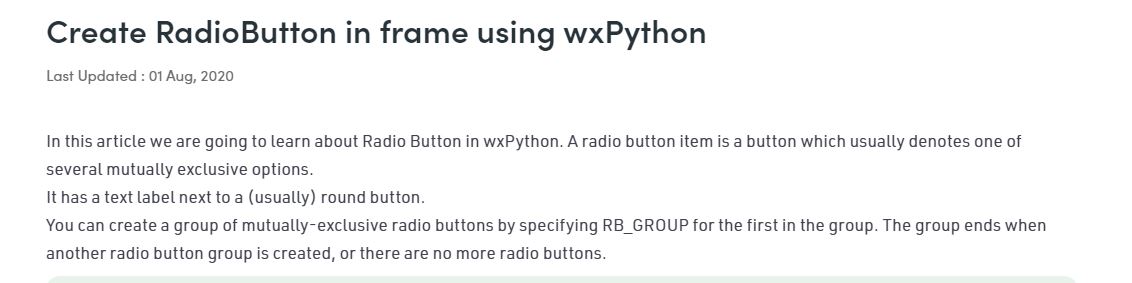 Create RadioButton in frame using wxPython
Last Updated : 01 Aug, 2020
In this article we are going to learn about Radio Button in wxPython. A radio button item is a button which usually denotes one of
several mutually exclusive options.
It has a text label next to a (usually) round button.
You can create a group of mutually-exclusive radio buttons by specifying RB_GROUP for the first in the group. The group ends when
another radio button group is created, or there are no more radio buttons.